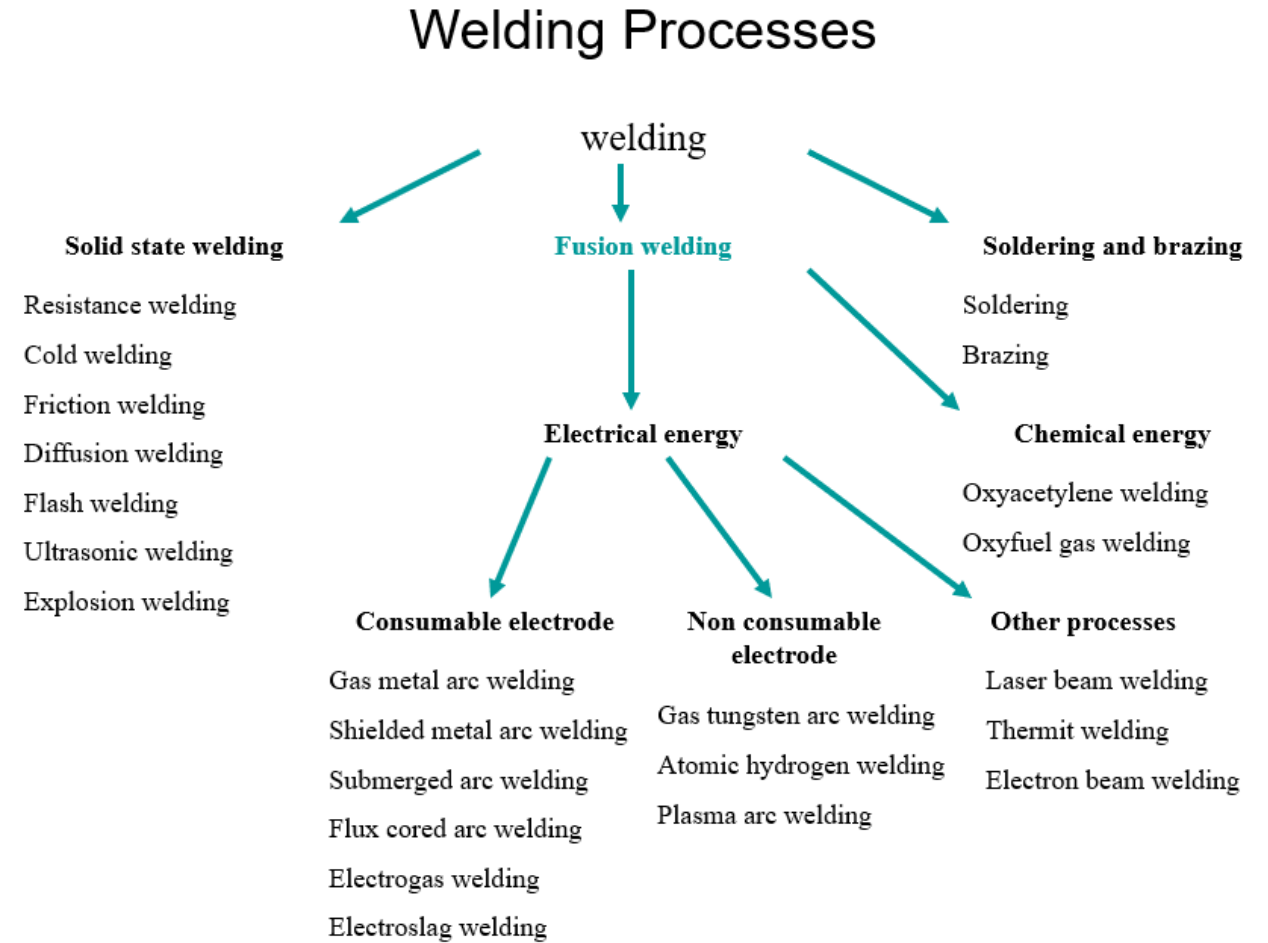 Welding Processes
welding
Solid state welding
Resistance welding
Cold welding
Friction welding
Diffusion welding
Flash welding
Ultrasonic welding
Explosion welding
Fusion welding
Electrical energy
Consumable electrode
Gas metal arc welding
Shielded metal arc welding
Submerged arc welding
Flux cored arc welding
Electrogas welding
Electroslag welding
Non consumable
electrode
Gas tungsten arc welding
Atomic hydrogen welding
Plasma arc welding
Other processes
Laser beam welding
Thermit welding
Electron beam welding
Chemical energy
Oxyacetylene welding
Oxyfuel gas welding
Soldering and brazing
Soldering
Brazing